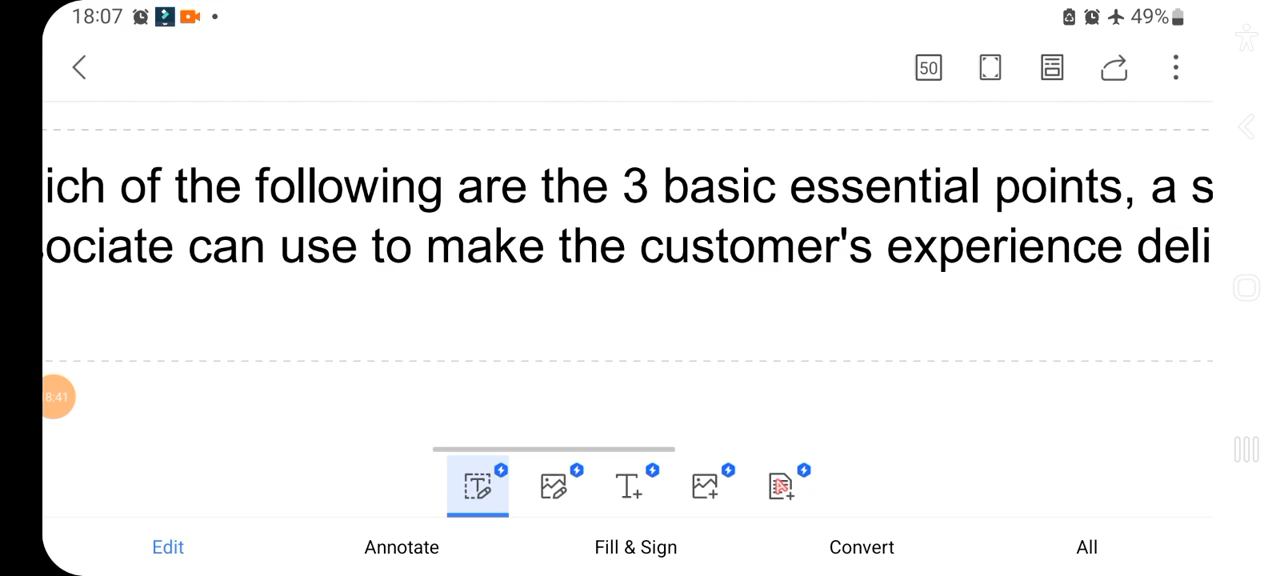 18:07
49%
50
ich of the following are the 3 basic essential points, a s
ociate can use to make the customer's experience deli
8:41
Edit Annotate Fill & Sign Convert All